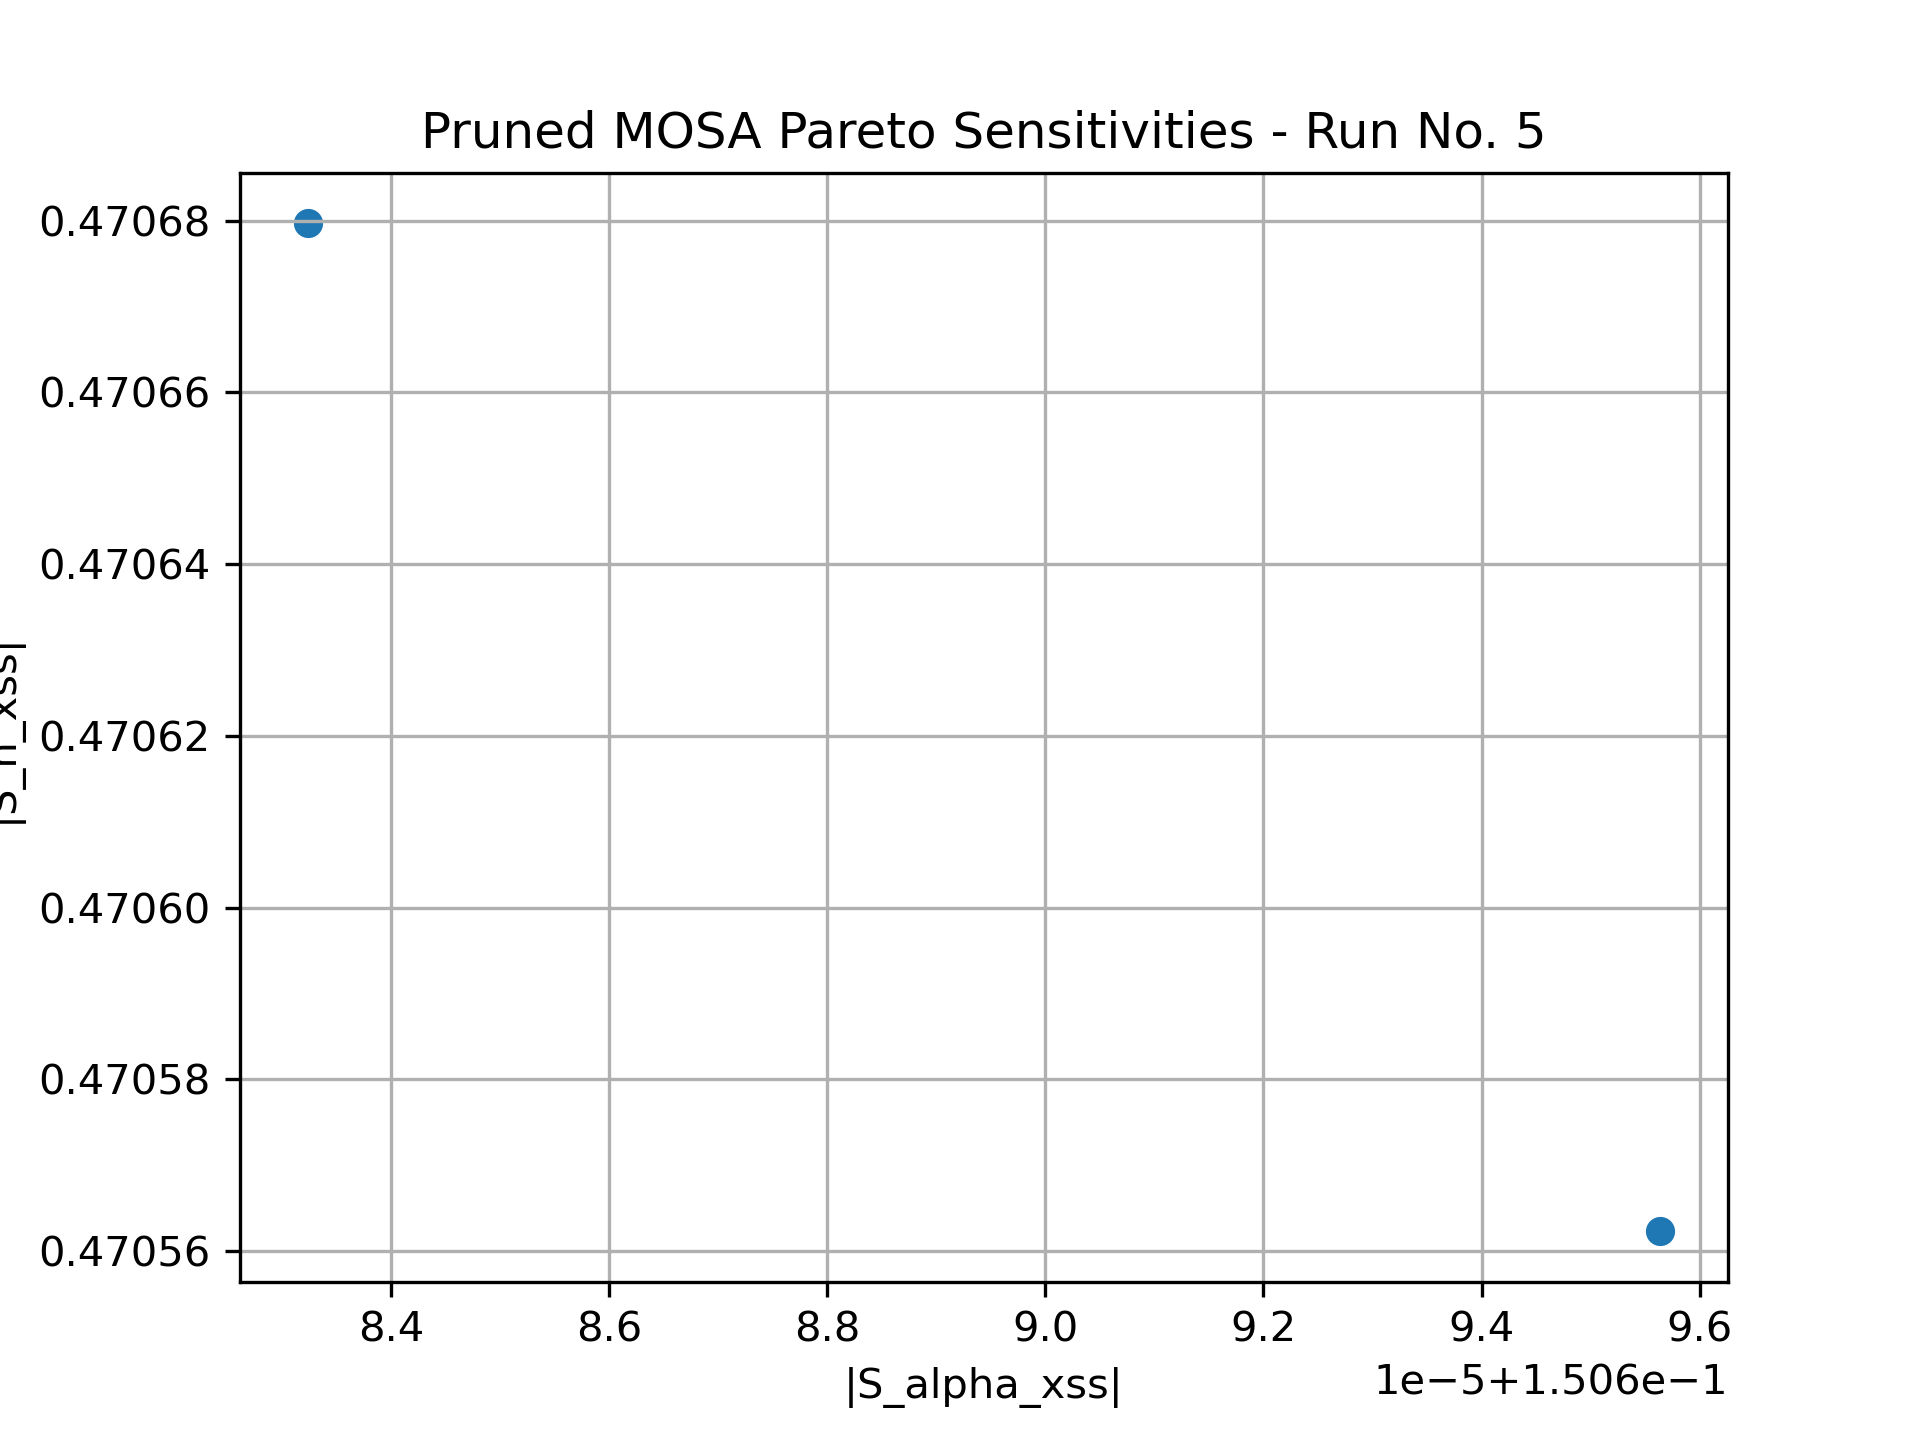 Pruned MOSA Pareto Sensitivities - Run No. 5
0.47068
0.47066
0.47064
0.47062
0.47060
0.47058
0.47056
|S_n_xss|
8.4 8.6 8.8 9.0 9.2 9.4 9.6
1e−5+1.506e−1
|S_alpha_xss|